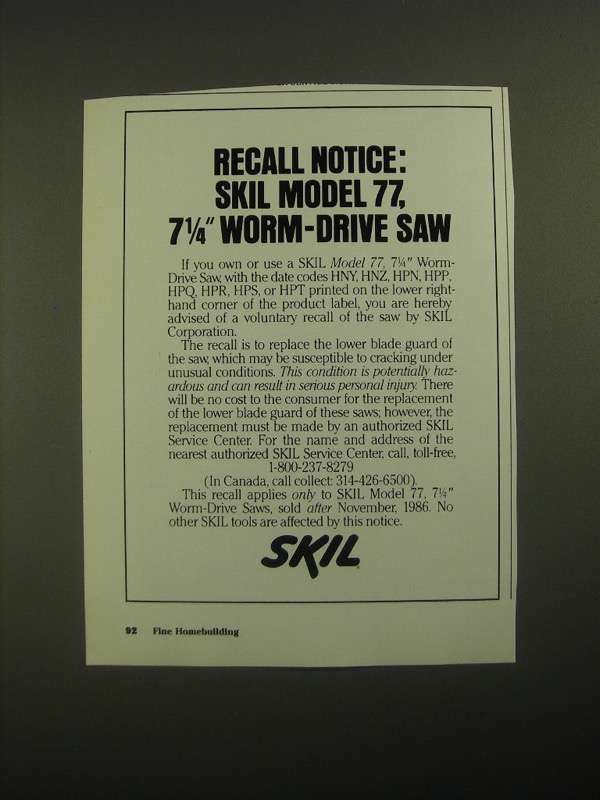 RECALL NOTICE:
SKIL MODEL 77,
7¼" WORM-DRIVE SAW
If you own or use a SKIL Model 77, 7¼" Worm-
Drive Saw, with the date codes HNY, HNZ, HPN, HPP,
HPQ, HPR, HPS, or HPT printed on the lower right-
hand corner of the product label, you are hereby
advised of a voluntary recall of the saw by SKIL
Corporation.
The recall is to replace the lower blade guard of
the saw, which may be susceptible to cracking under
unusual conditions. This condition is potentially haz-
ardous and can result in serious personal injury. There
will be no cost to the consumer for the replacement
of the lower blade guard of these saws; however, the
replacement must be made by an authorized SKIL
Service Center. For the name and address of the
nearest authorized SKIL Service Center, call, toll-free,
1-800-237-8279
(In Canada, call collect: 314-426-6500).
This recall applies only to SKIL Model 77, 7¼"
Worm-Drive Saws, sold after November, 1986. No
other SKIL tools are affected by this notice.
SKIL
92 Fine Homebuilding